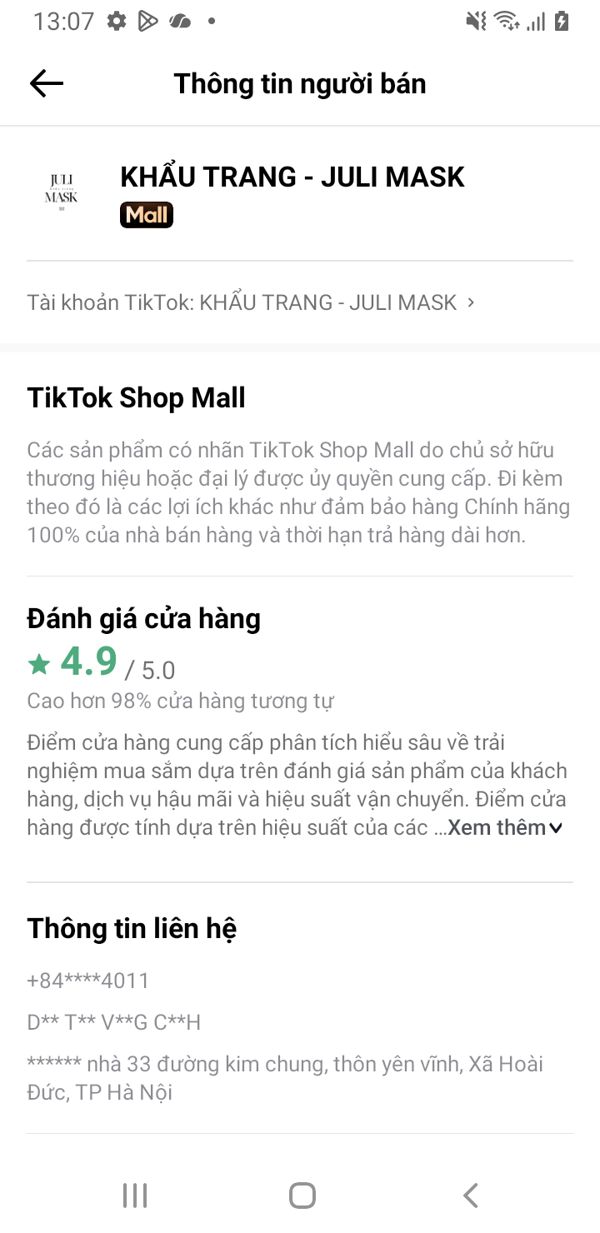 13:07
Thông tin người bán
JULI
MASK
KHẨU TRANG - JULI MASK
Mall
Tài khoản TikTok: KHẨU TRANG - JULI MASK
TikTok Shop Mall
Các sản phẩm có nhãn TikTok Shop Mall do chủ sở hữu
thương hiệu hoặc đại lý được ủy quyền cung cấp. Đi kèm
theo đó là các lợi ích khác như đảm bảo hàng Chính hãng
100% của nhà bán hàng và thời hạn trả hàng dài hơn.
Đánh giá cửa hàng
4.9 / 5.0
Cao hơn 98% cửa hàng tương tự
Điểm cửa hàng cung cấp phân tích hiểu sâu về trải
nghiệm mua sắm dựa trên đánh giá sản phẩm của khách
hàng, dịch vụ hậu mãi và hiệu suất vận chuyển. Điểm cửa
hàng được tính dựa trên hiệu suất của các ...Xem thêm
Thông tin liên hệ
+84****4011
D** T** V**G C**H
****** nhà 33 đường kim chung, thôn yên vĩnh, Xã Hoài
Đức, TP Hà Nội